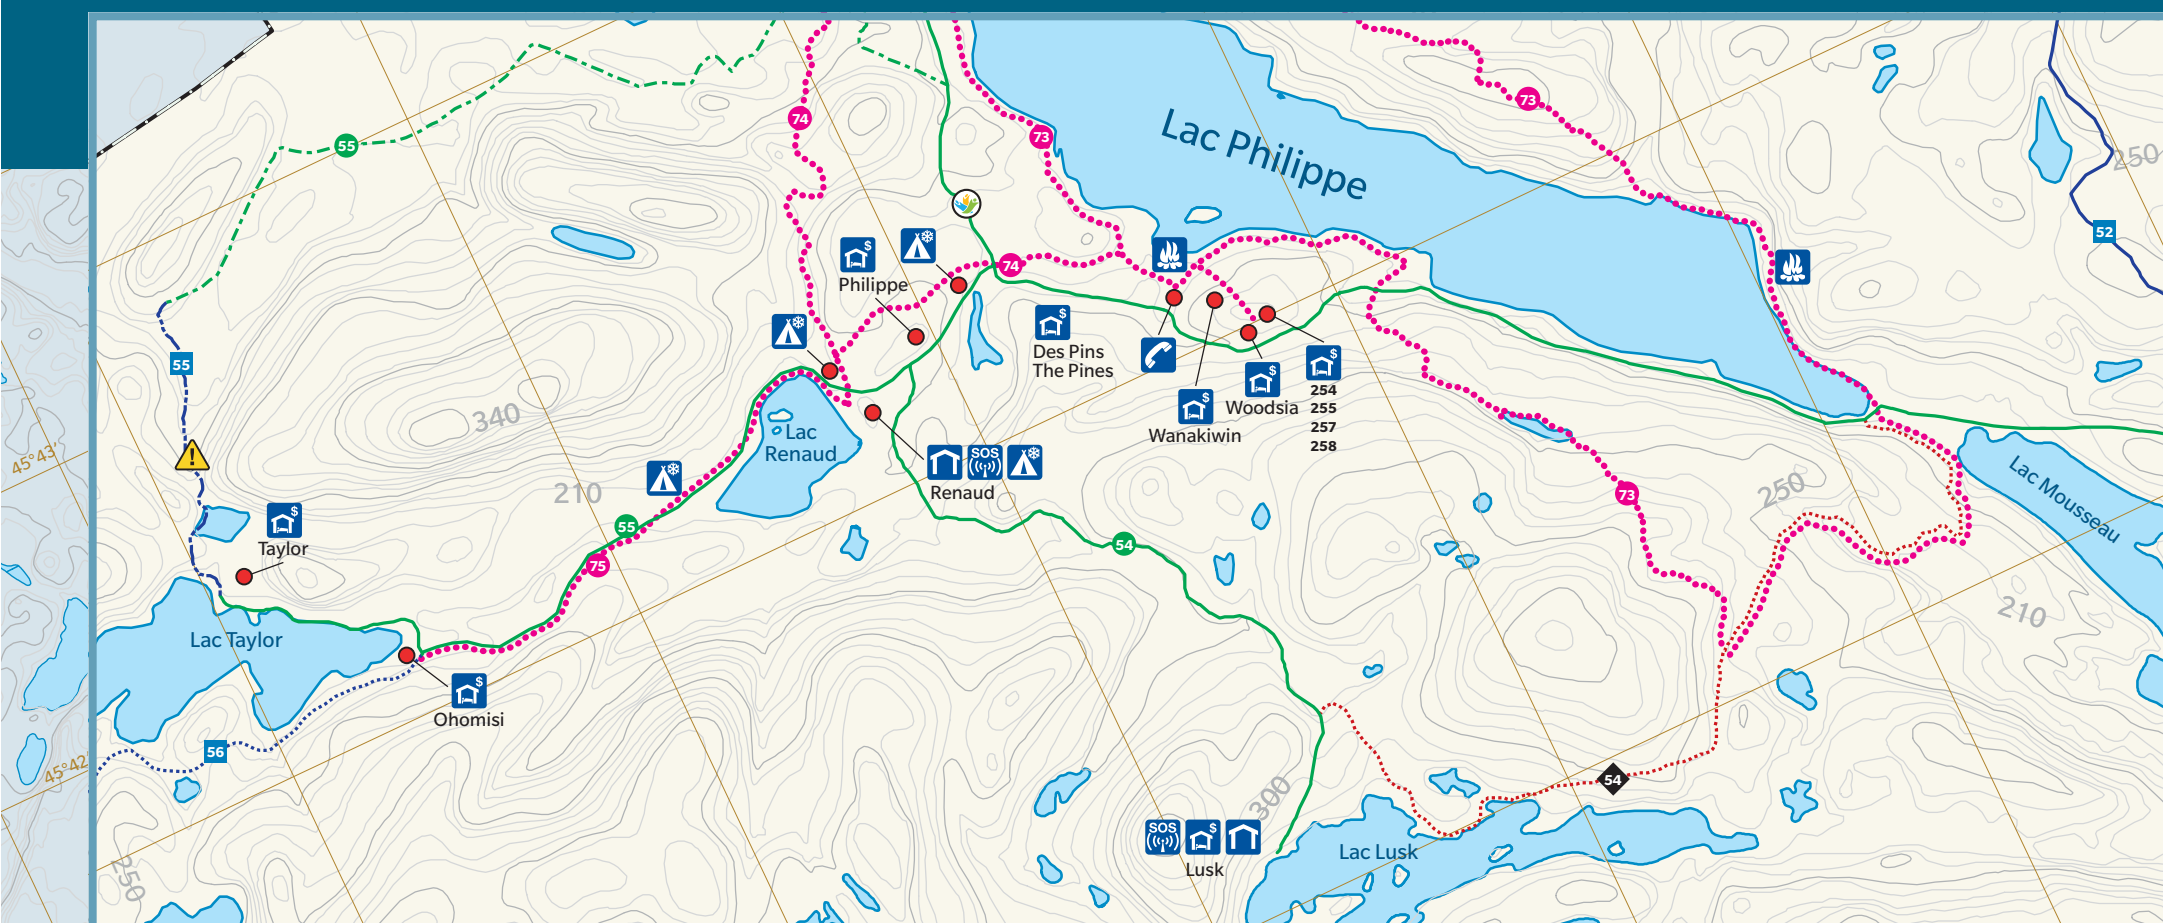 73
74
55
73
Lac Philippe
250
52
$
Philippe
74
$
Des Pins
The Pines
55
340
45°43'
$
Wanakiwin
$
Woodsia
$
254
255
257
258
Lac
Renaud
210
SOS
Renaud
73
250
Lac Mousseau
$
Taylor
55
75
54
210
Lac Taylor
$
Ohomisi
56
45°42'
54
300
SOS
$
Lusk
Lac Lusk
250